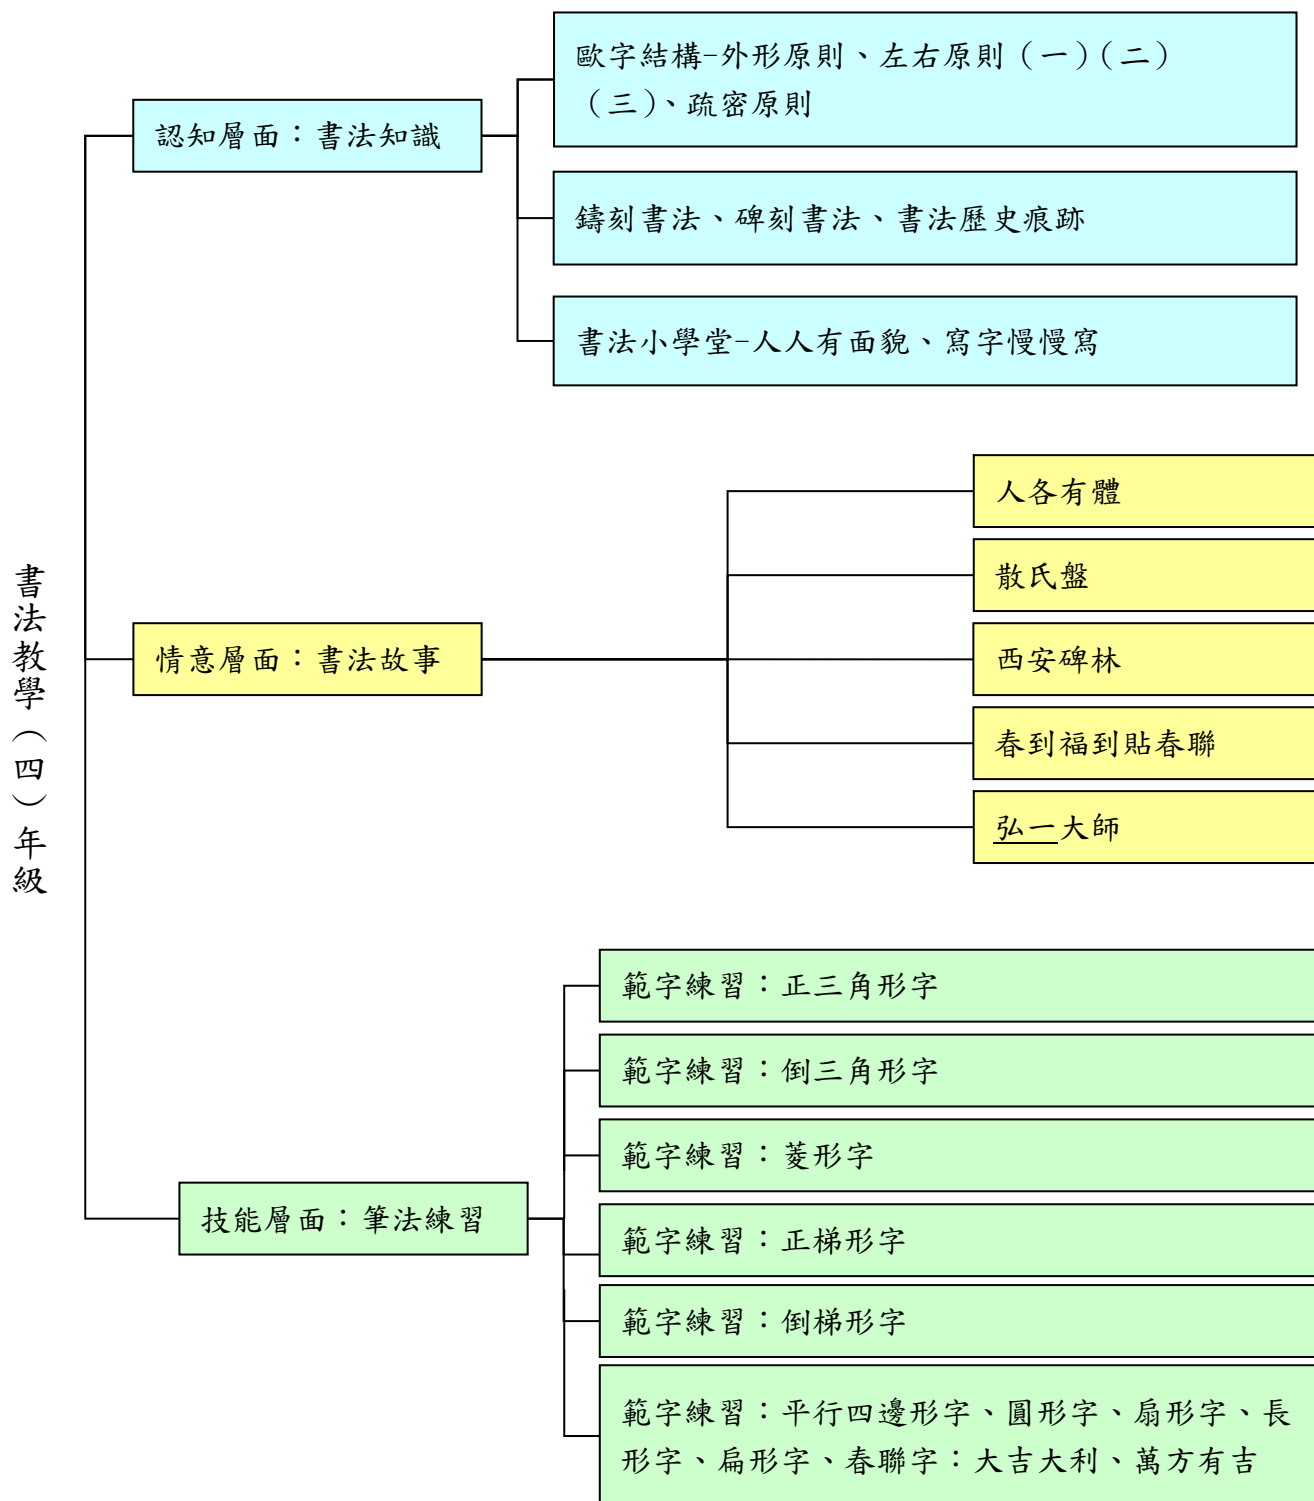 書法教學（四）年級
認知層面：書法知識
歐字結構-外形原則、左右原則（一）（二）
（三）、疏密原則
鑄刻書法、碑刻書法、書法歷史痕跡
書法小學堂-人人有面貌、寫字慢慢寫
情意層面：書法故事
人各有體
散氏盤
西安碑林
春到福到貼春聯
弘一大師
技能層面：筆法練習
範字練習：正三角形字
範字練習：倒三角形字
範字練習：菱形字
範字練習：正梯形字
範字練習：倒梯形字
範字練習：平行四邊形字、圓形字、扇形字、長
形字、扁形字、春聯字：大吉大利、萬方有吉